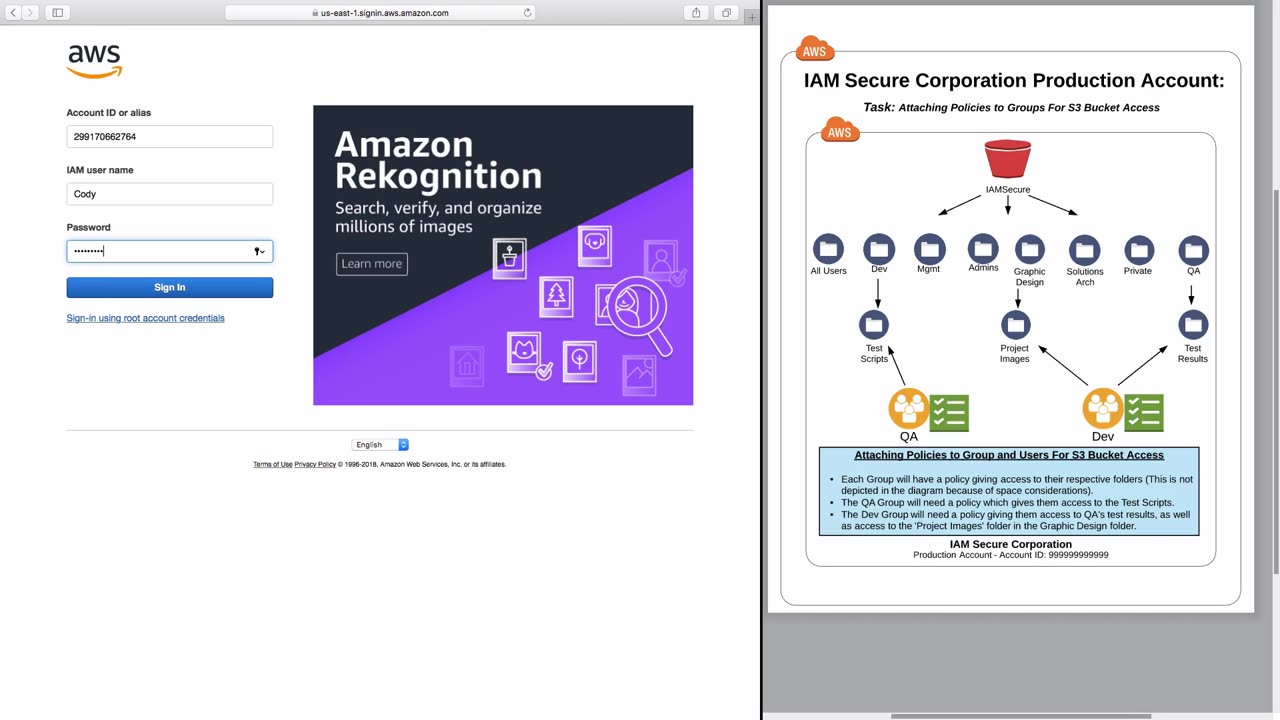 us-east-1.signin.aws.amazon.com
aws
Account ID or alias
299170662764
IAM user name
Cody
Password
•••••••••
Sign In
Sign-in using root account credentials
Amazon
Rekognition
Search, verify, and organize
millions of images
Learn more
English
Terms of Use Privacy Policy © 1996-2018, Amazon Web Services, Inc. or its affiliates.
AWS
IAM Secure Corporation Production Account:
Task: Attaching Policies to Groups For S3 Bucket Access
AWS
IAMSecure
All Users
Dev
Mgmt
Admins
Graphic
Design
Solutions
Arch
Private
QA
Test
Scripts
Project
Images
Test
Results
QA
Dev
Attaching Policies to Group and Users For S3 Bucket Access
• Each Group will have a policy giving access to their respective folders (This is not
depicted in the diagram because of space considerations).
• The QA Group will need a policy which gives them access to the Test Scripts.
• The Dev Group will need a policy giving them access to QA's test results, as well
as access to the 'Project Images' folder in the Graphic Design folder.
IAM Secure Corporation
Production Account - Account ID: 999999999999